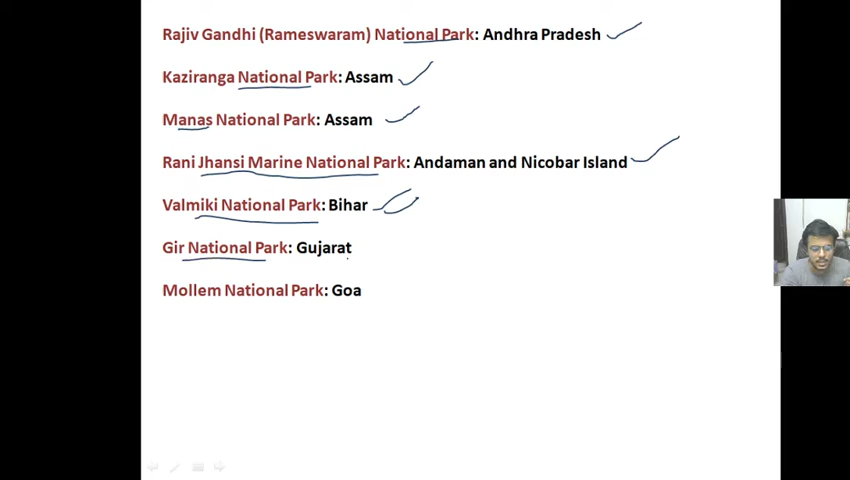 Rajiv Gandhi (Rameswaram) National Park: Andhra Pradesh
Kaziranga National Park: Assam
Manas National Park: Assam
Rani Jhansi Marine National Park: Andaman and Nicobar Island
Valmiki National Park: Bihar
Gir National Park: Gujarat
Mollem National Park: Goa